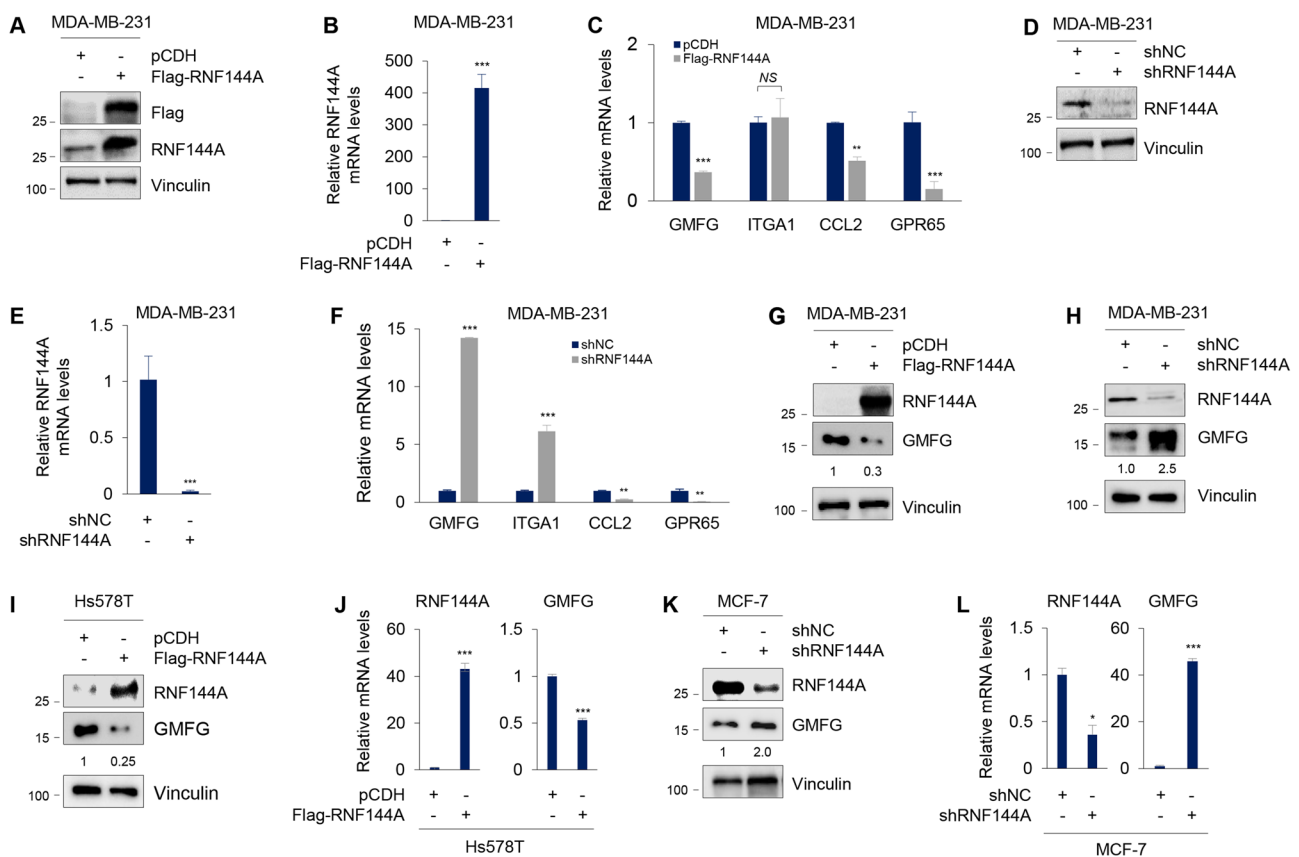 A
MDA-MB-231
+ - pCDH
- + Flag-RNF144A
Flag
25
RNF144A
25
Vinculin
100
B
MDA-MB-231
Relative RNF144A
mRNA levels
500
400
300
200
100
0
***
pCDH + -
Flag-RNF144A - +
C
MDA-MB-231
Relative mRNA levels
2
1
0
pCDH
Flag-RNF144A
NS
***
**
***
GMFG ITGA1 CCL2 GPR65
D
MDA-MB-231
+ - shNC
- + shRNF144A
RNF144A
25
Vinculin
100
E
MDA-MB-231
Relative RNF144A
mRNA levels
1.5
1
0.5
0
***
shNC + -
shRNF144A - +
F
MDA-MB-231
Relative mRNA levels
15
10
5
0
shNC
shRNF144A
***
***
**
**
GMFG ITGA1 CCL2 GPR65
G
MDA-MB-231
+ - pCDH
- + Flag-RNF144A
RNF144A
25
GMFG
15
1 0.3
Vinculin
100
H
MDA-MB-231
+ - shNC
- + shRNF144A
RNF144A
25
GMFG
15
1.0 2.5
Vinculin
100
I
Hs578T
+ - pCDH
- + Flag-RNF144A
RNF144A
25
GMFG
15
1 0.25
Vinculin
100
J
RNF144A GMFG
Relative mRNA levels
60
40
20
0
***
1.5
1
0.5
0
***
pCDH + - + -
Flag-RNF144A - + - +
Hs578T
K
MCF-7
+ - shNC
- + shRNF144A
RNF144A
25
GMFG
15
1 2.0
Vinculin
100
L
RNF144A GMFG
Relative mRNA levels
1.5
1
0.5
0
*
60
40
20
0
***
shNC + - + -
shRNF144A - + - +
MCF-7